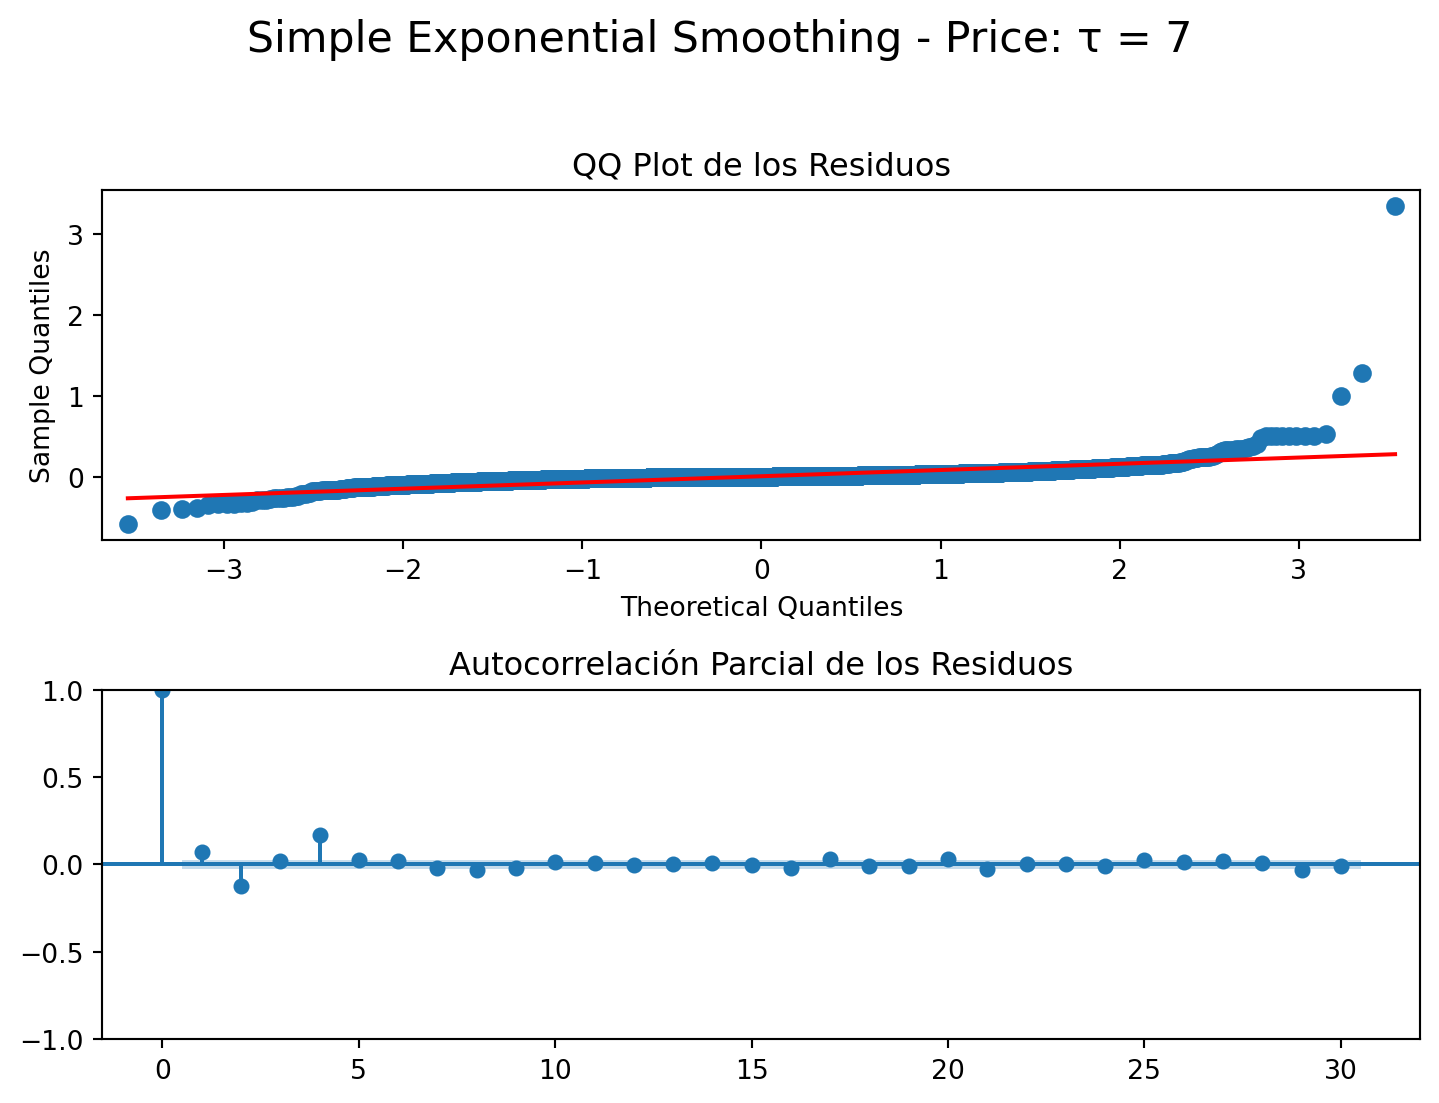 Simple Exponential Smoothing - Price: τ = 7
QQ Plot de los Residuos
Sample Quantiles
3
2
1
0
−3 −2 −1 0 1 2 3
Theoretical Quantiles
Autocorrelación Parcial de los Residuos
1.0
0.5
0.0
−0.5
−1.0
0 5 10 15 20 25 30